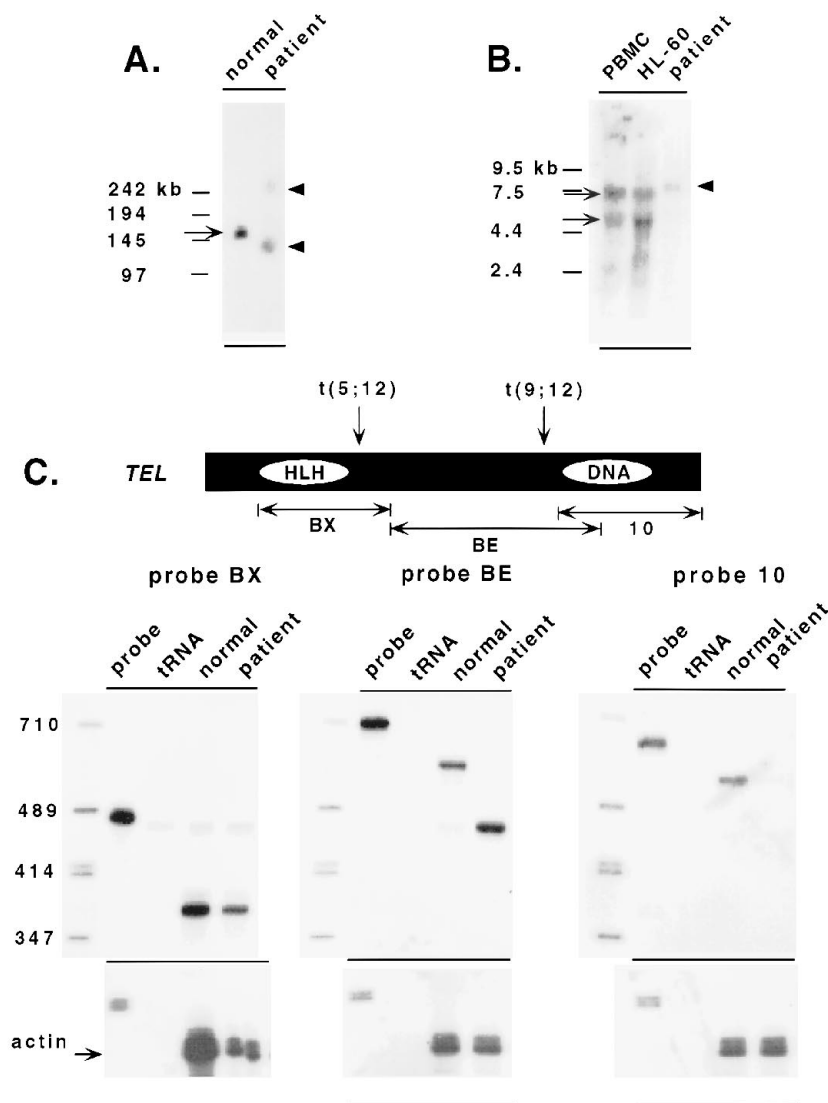 A.
normal
patient
242 kb
194
145
97
B.
PBMC
HL-60
patient
9.5 kb
7.5
4.4
2.4
C.
t(5;12)
t(9;12)
TEL
HLH
DNA
BX
BE
10
probe BX
probe
tRNA
normal
patient
710
489
414
347
actin
probe BE
probe
tRNA
normal
patient
probe 10
probe
tRNA
normal
patient